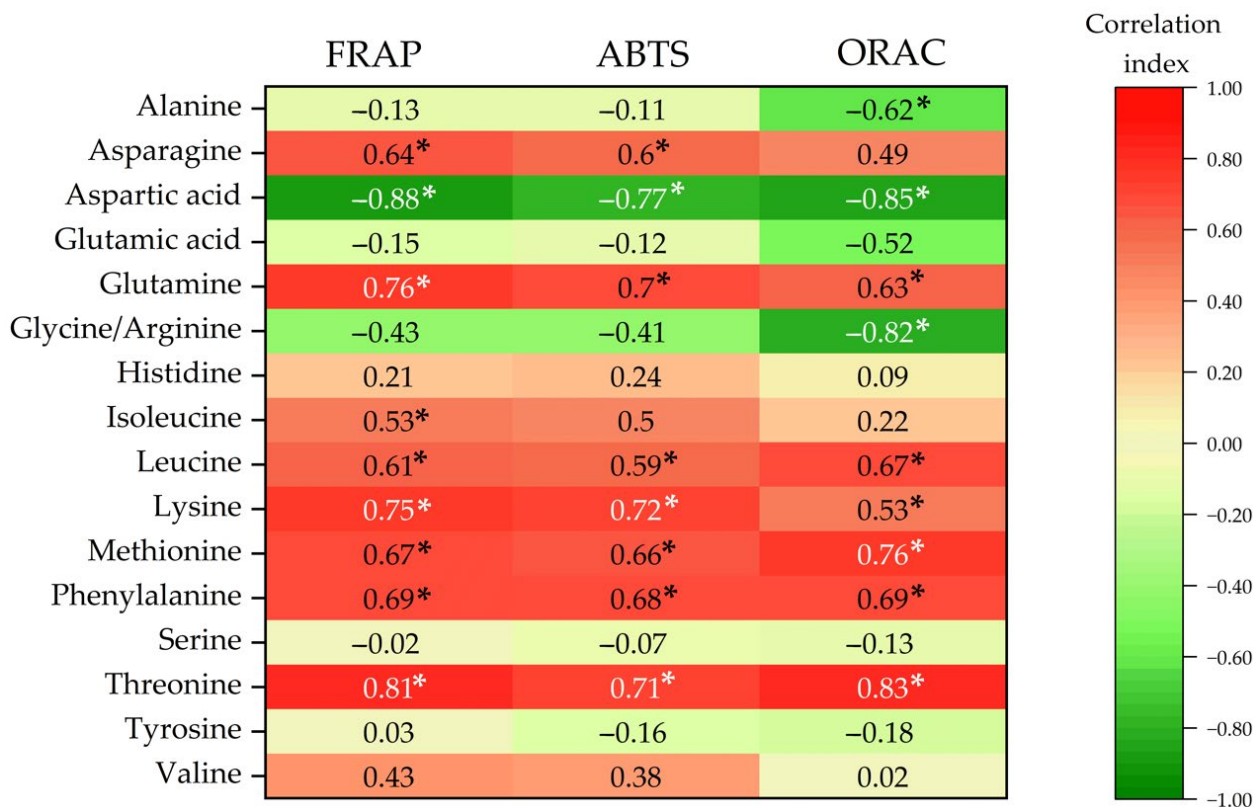 Correlation
index
FRAP ABTS ORAC
Alanine −0.13 −0.11 −0.62*
Asparagine 0.64* 0.6* 0.49
Aspartic acid −0.88* −0.77* −0.85*
Glutamic acid −0.15 −0.12 −0.52
Glutamine 0.76* 0.7* 0.63*
Glycine/Arginine −0.43 −0.41 −0.82*
Histidine 0.21 0.24 0.09
Isoleucine 0.53* 0.5 0.22
Leucine 0.61* 0.59* 0.67*
Lysine 0.75* 0.72* 0.53*
Methionine 0.67* 0.66* 0.76*
Phenylalanine 0.69* 0.68* 0.69*
Serine −0.02 −0.07 −0.13
Threonine 0.81* 0.71* 0.83*
Tyrosine 0.03 −0.16 −0.18
Valine 0.43 0.38 0.02
1.00
0.80
0.60
0.40
0.20
0.00
−0.20
−0.40
−0.60
−0.80
−1.00